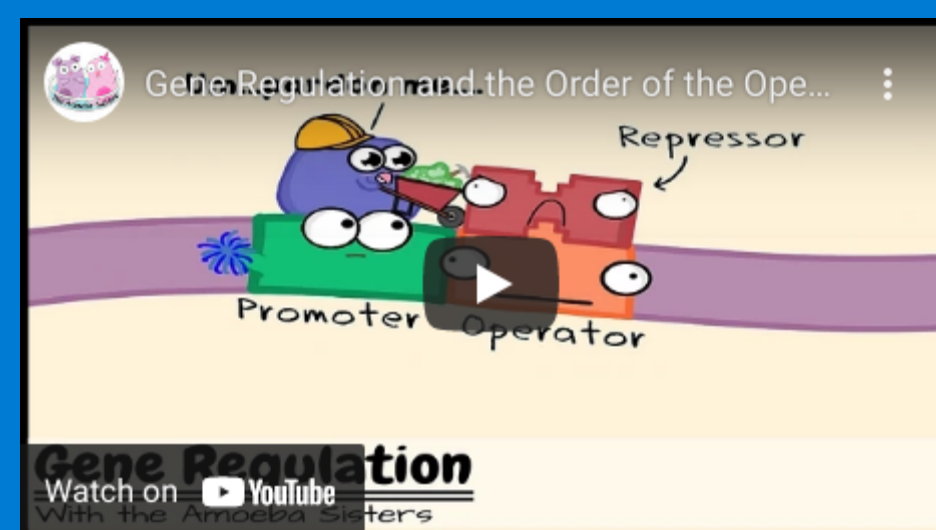 Gene Regulation and the Order of the Ope...
Repressor
Promoter
Operator
Gene Regulation
Watch on YouTube
With the Amoeba Sisters